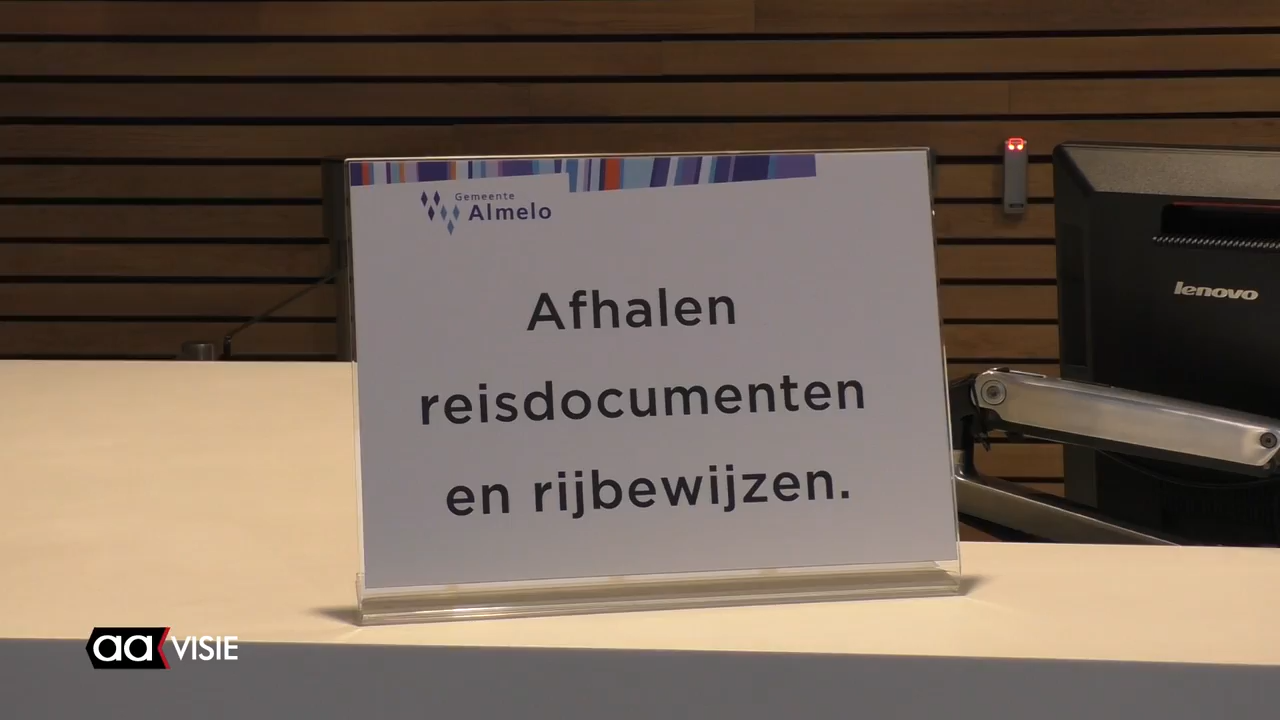 Gemeente
Almelo
Afhalen
reisdocumenten
en rijbewijzen.
lenovo
aa VISIE